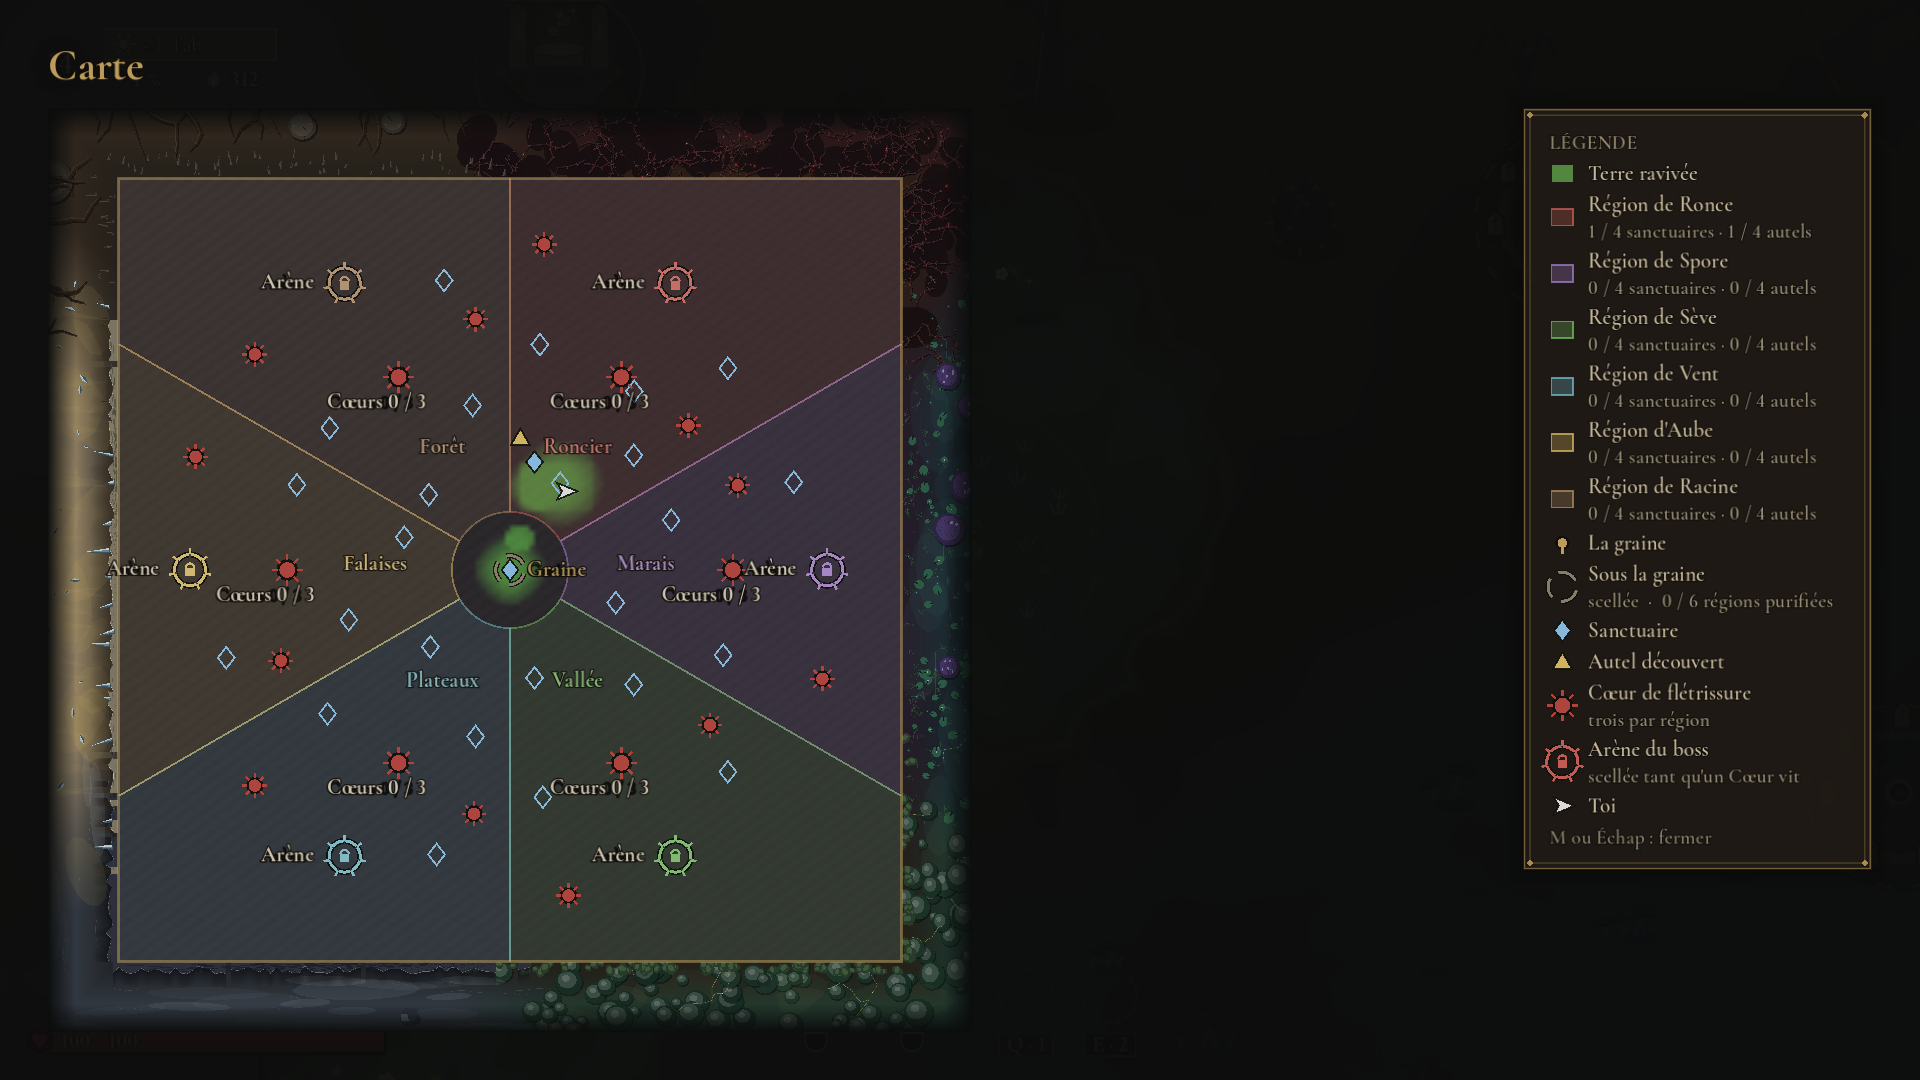 Carte
312
LÉGENDE
Terre ravivée
Région de Ronce
1 / 4 sanctuaires · 1 / 4 autels
Région de Spore
0 / 4 sanctuaires · 0 / 4 autels
Région de Sève
0 / 4 sanctuaires · 0 / 4 autels
Région de Vent
0 / 4 sanctuaires · 0 / 4 autels
Région d'Aube
0 / 4 sanctuaires · 0 / 4 autels
Région de Racine
0 / 4 sanctuaires · 0 / 4 autels
La graine
Sous la graine
scellée · 0 / 6 régions purifiées
Sanctuaire
Autel découvert
Cœur de flétrissure
trois par région
Arène du boss
scellée tant qu'un Cœur vit
Toi
M ou Échap : fermer
Arène
Arène
Cœurs 0 / 3
Cœurs 0 / 3
Forêt
Roncier
Arène
Falaises
Graine
Marais
Arène
Cœurs 0 / 3
Cœurs 0 / 3
Plateaux
Vallée
Cœurs 0 / 3
Cœurs 0 / 3
Arène
Arène
100 100
Q · 1
E · 2